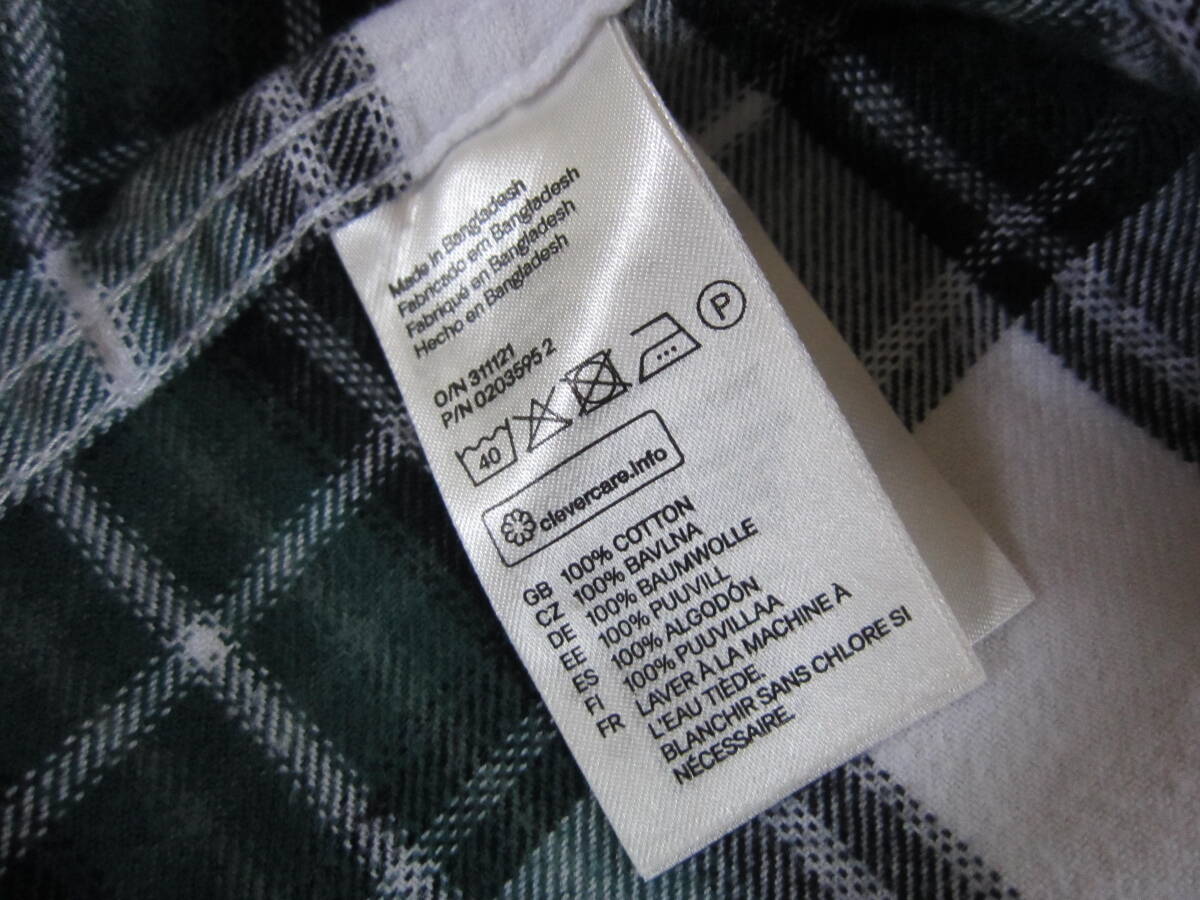 Made in Bangladesh
Fabricado em Bangladesh
Fabriqué en Bangladesh
Hecho en Bangladesh
O/N 311121
P/N 0203595 2
40 P
clevercare.info
GB 100% COTTON
CZ 100% BAVLNA
DE 100% BAUMWOLLE
EE 100% PUUVILL
ES 100% ALGODÓN
FI 100% PUUVILLAA
FR LAVER À LA MACHINE À
L'EAU TIÈDE.
BLANCHIR SANS CHLORE SI
NÉCESSAIRE.